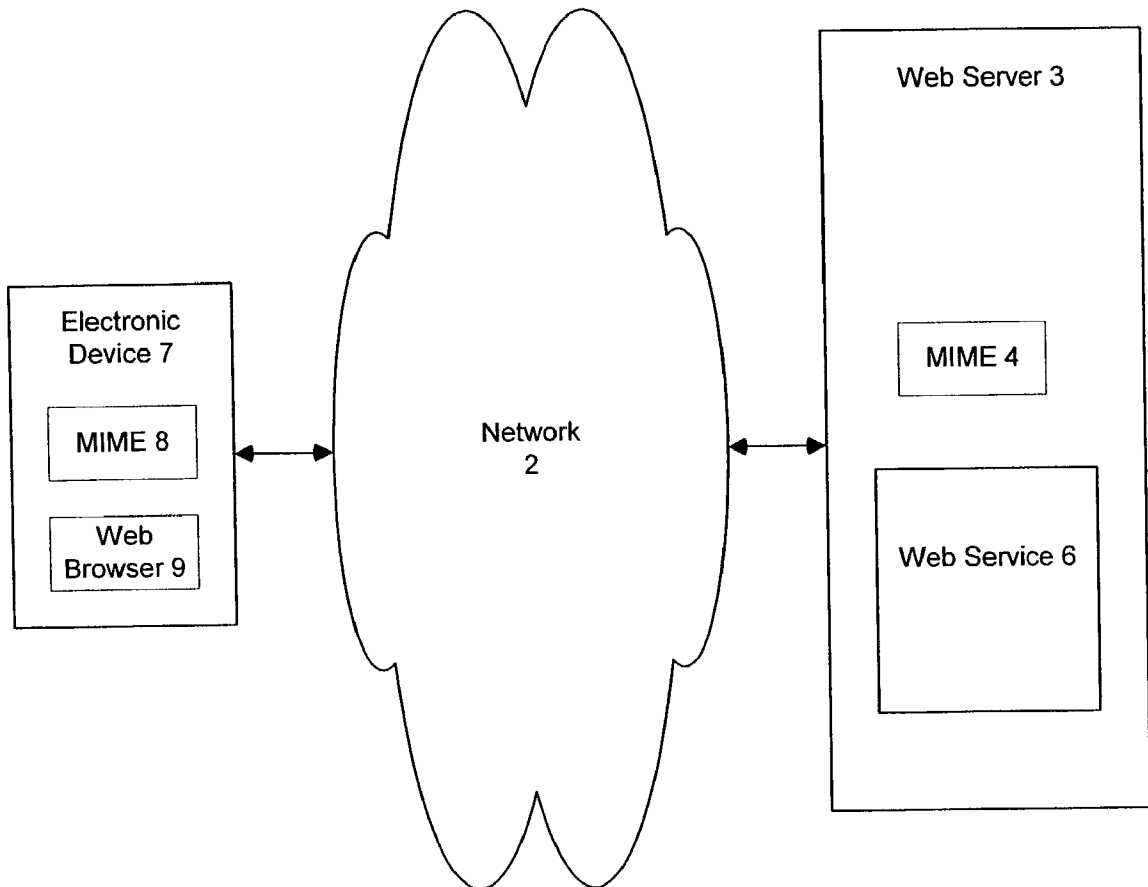 Web Server 3
Electronic
Device 7
MIME 8
Web
Browser 9
Network
2
MIME 4
Web Service 6